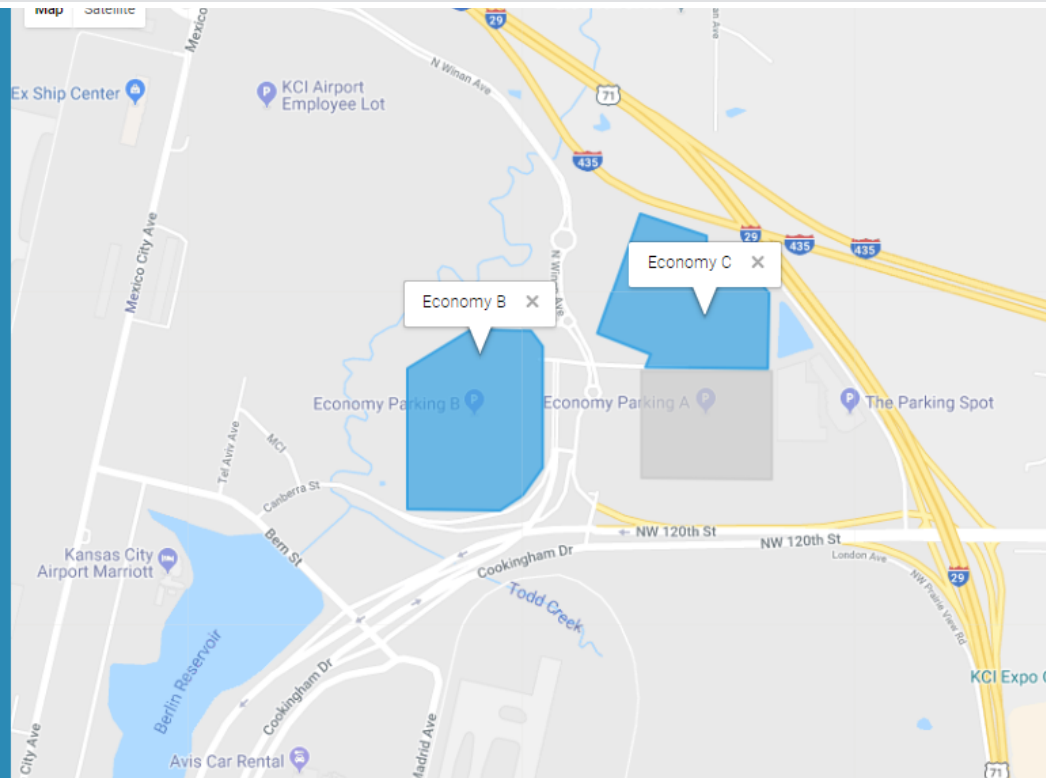 Map
Satellite
29
Mexico
N Winan Ave
71
Ex Ship Center
KCI Airport
Employee Lot
435
Mexico City Ave
29
435
435
Economy C
N Winan Ave
Economy B
Economy Parking B
Economy Parking A
The Parking Spot
Tel Aviv Ave
MCI
Canberra St
Bern St
NW 120th St
NW 120th St
Kansas City
Airport Marriott
Cookingham Dr
London Ave
29
NW Prairie View Rd
Todd Creek
Berlin Reservoir
KCI Expo
Cookingham Dr
City Ave
Madrid Ave
Avis Car Rental
71